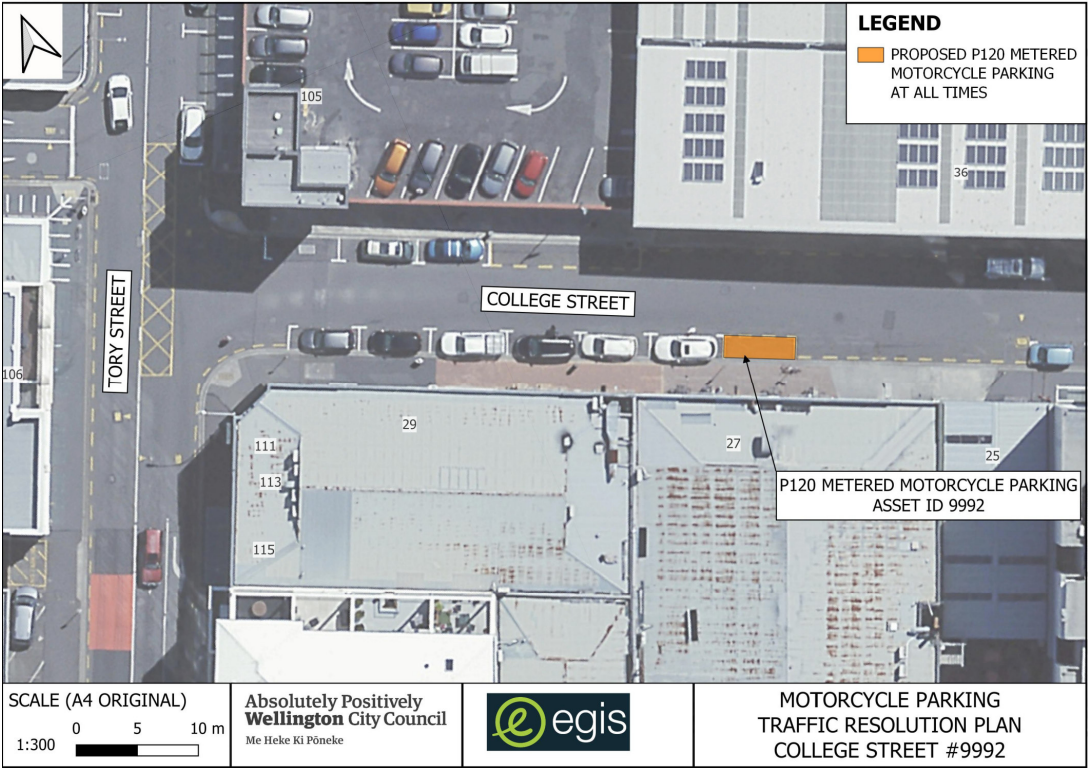 LEGEND
PROPOSED P120 METERED
MOTORCYCLE PARKING
AT ALL TIMES
105
36
COLLEGE STREET
TORY STREET
106
29
111
27
113
25
P120 METERED MOTORCYCLE PARKING
ASSET ID 9992
115
SCALE (A4 ORIGINAL)
0 5 10 m
1:300
Absolutely Positively
Wellington City Council
Me Heke Ki Pōneke
e egis
MOTORCYCLE PARKING
TRAFFIC RESOLUTION PLAN
COLLEGE STREET #9992